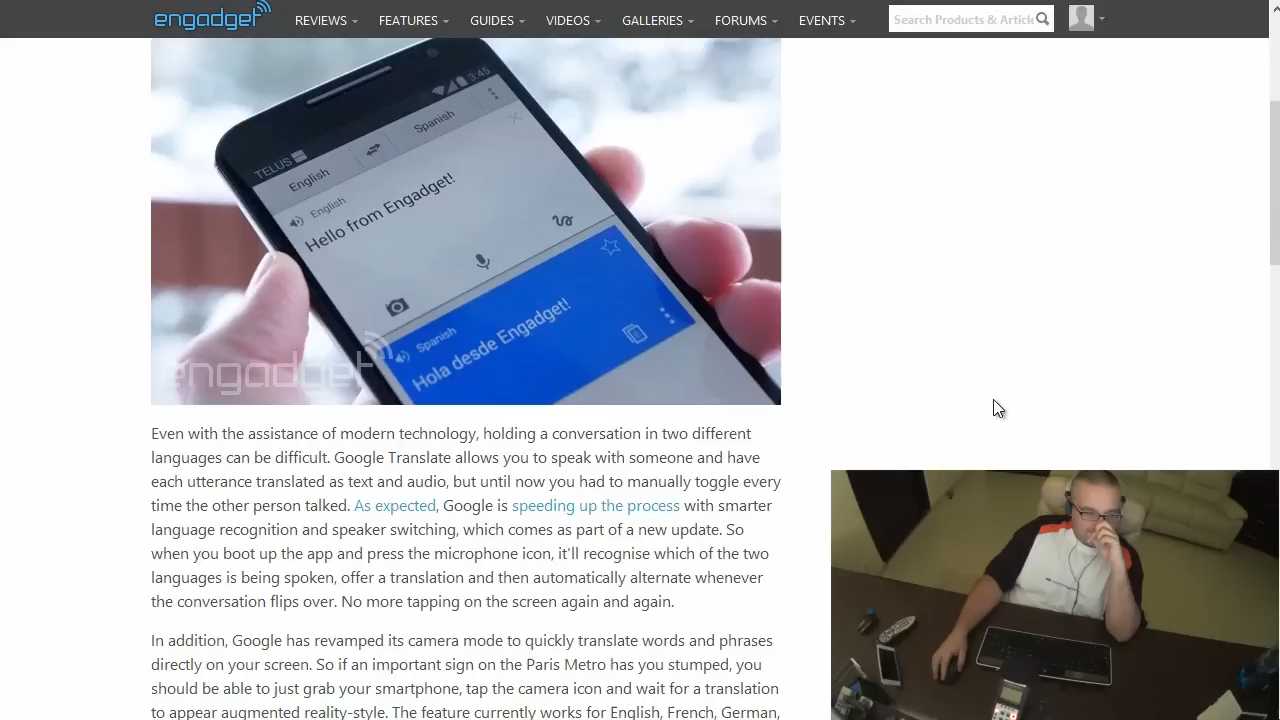 engadget
REVIEWS FEATURES GUIDES VIDEOS GALLERIES FORUMS EVENTS
Search Products & Article
3:45
TELUS
English
Spanish
English
Hello from Engadget!
Spanish
Hola desde Engadget!
engadget
Even with the assistance of modern technology, holding a conversation in two different
languages can be difficult. Google Translate allows you to speak with someone and have
each utterance translated as text and audio, but until now you had to manually toggle every
time the other person talked. As expected, Google is speeding up the process with smarter
language recognition and speaker switching, which comes as part of a new update. So
when you boot up the app and press the microphone icon, it'll recognise which of the two
languages is being spoken, offer a translation and then automatically alternate whenever
the conversation flips over. No more tapping on the screen again and again.
In addition, Google has revamped its camera mode to quickly translate words and phrases
directly on your screen. So if an important sign on the Paris Metro has you stumped, you
should be able to just grab your smartphone, tap the camera icon and wait for a translation
to appear augmented reality-style. The feature currently works for English, French, German,